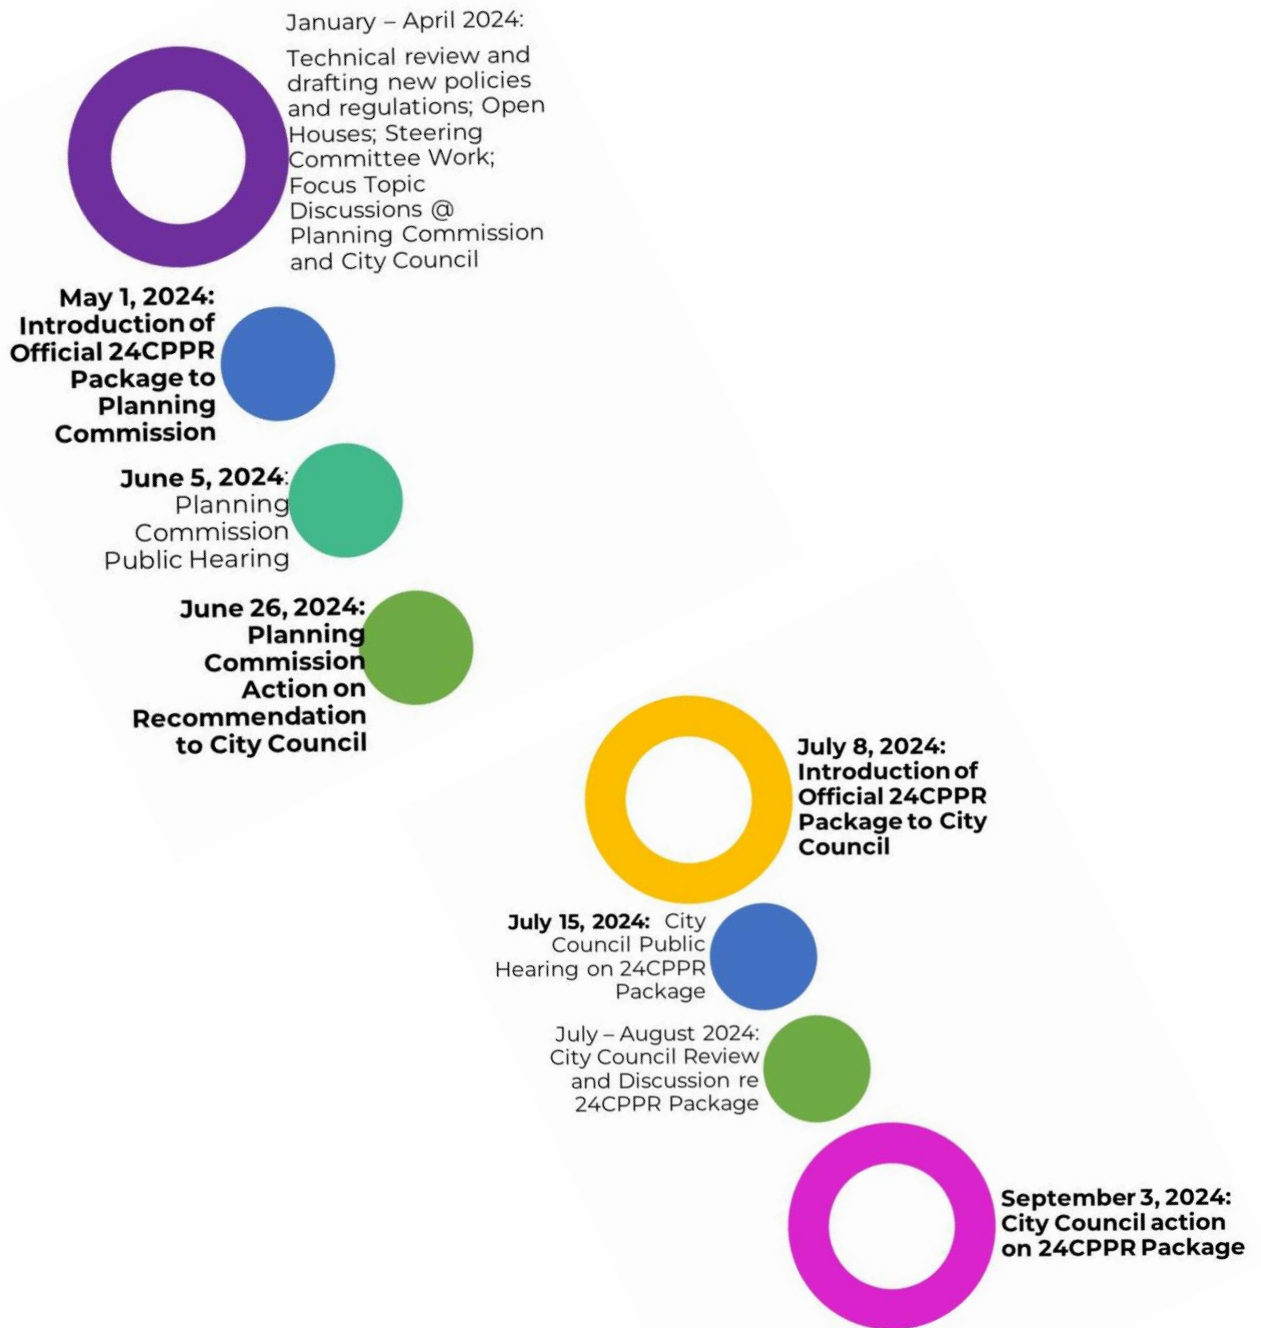 January – April 2024:
Technical review and
drafting new policies
and regulations; Open
Houses; Steering
Committee Work;
Focus Topic
Discussions @
Planning Commission
and City Council
May 1, 2024:
Introduction of
Official 24CPPR
Package to
Planning
Commission
June 5, 2024:
Planning
Commission
Public Hearing
June 26, 2024:
Planning
Commission
Action on
Recommendation
to City Council
July 8, 2024:
Introduction of
Official 24CPPR
Package to City
Council
July 15, 2024: City
Council Public
Hearing on 24CPPR
Package
July – August 2024:
City Council Review
and Discussion re
24CPPR Package
September 3, 2024:
City Council action
on 24CPPR Package